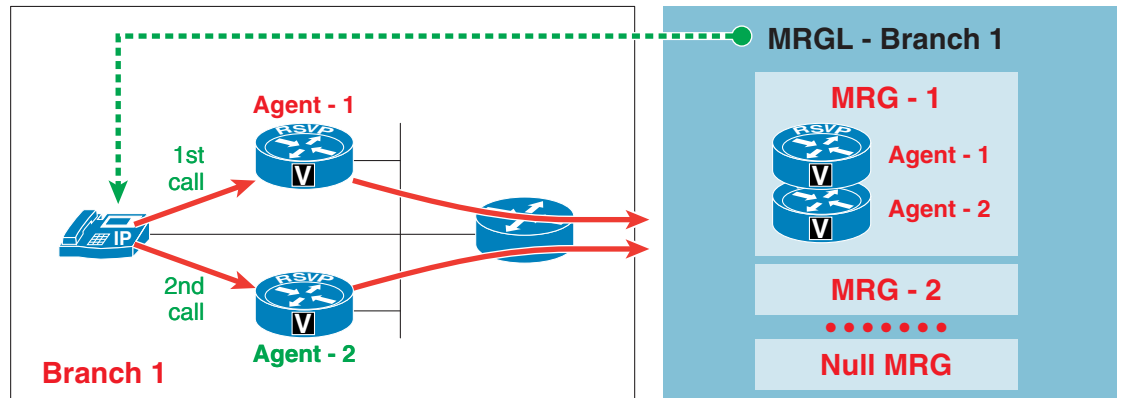 MRGL - Branch 1
MRG - 1
Agent - 1
RSVP
V
1st
call
Agent - 1
Agent - 2
V
IP
2nd
call
RSVP
V
Agent - 2
MRG - 2
Null MRG
Branch 1
RSVP
V